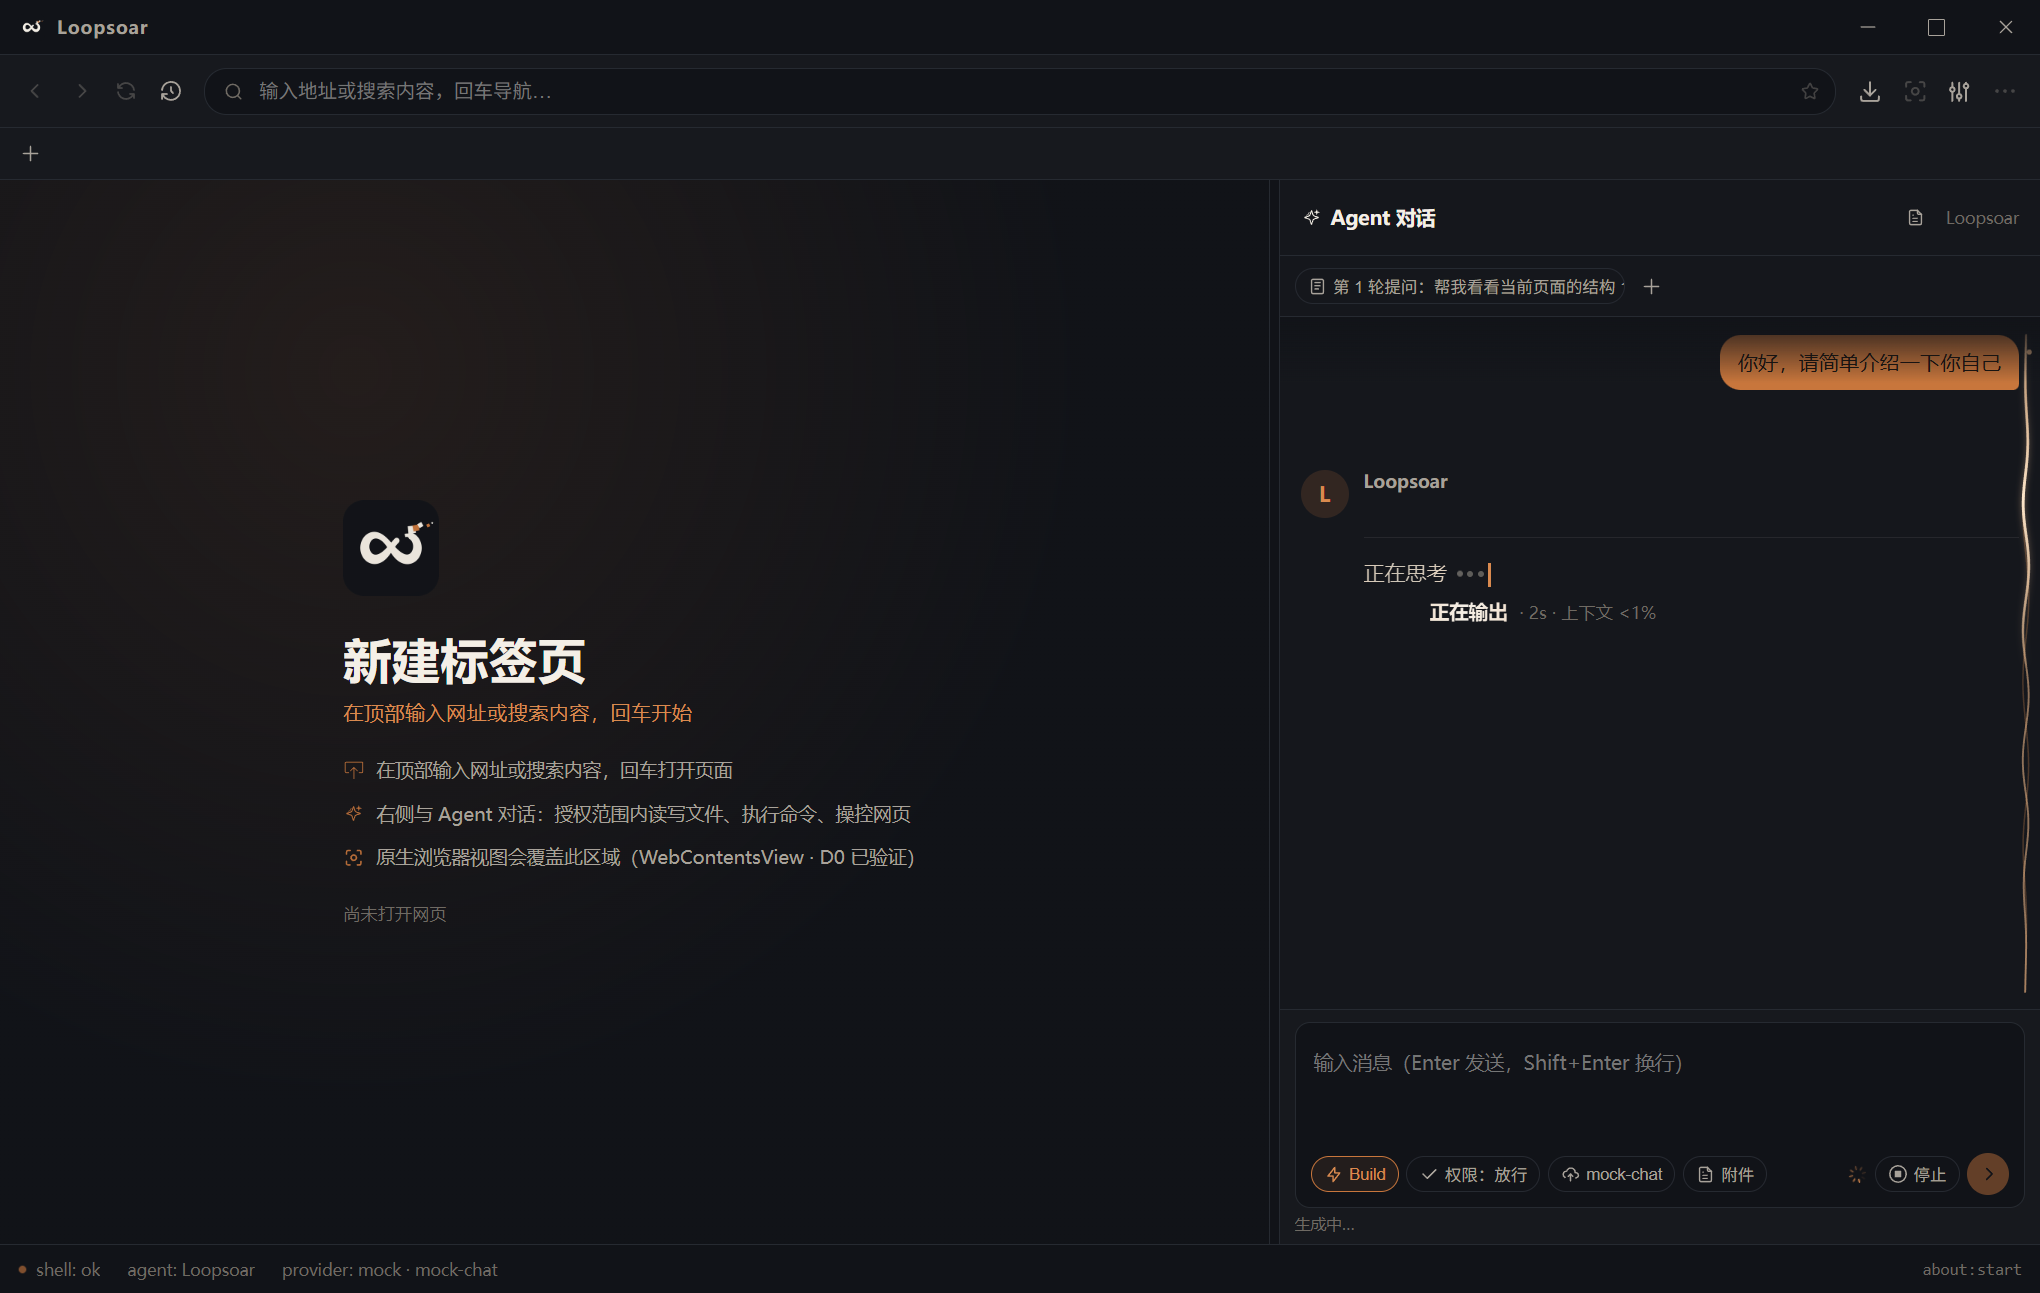 Loopsoar
输入地址或搜索内容，回车导航...
Agent 对话
Loopsoar
第 1 轮提问：帮我看看当前页面的结构
你好，请简单介绍一下你自己
L
Loopsoar
正在思考
正在输出 · 2s · 上下文 <1%
新建标签页
在顶部输入网址或搜索内容，回车开始
在顶部输入网址或搜索内容，回车打开页面
右侧与 Agent 对话：授权范围内读写文件、执行命令、操控网页
原生浏览器视图会覆盖此区域（WebContentsView · D0 已验证）
尚未打开网页
输入消息（Enter 发送，Shift+Enter 换行）
Build
权限：放行
mock-chat
附件
停止
生成中...
shell: ok
agent: Loopsoar
provider: mock · mock-chat
about:start